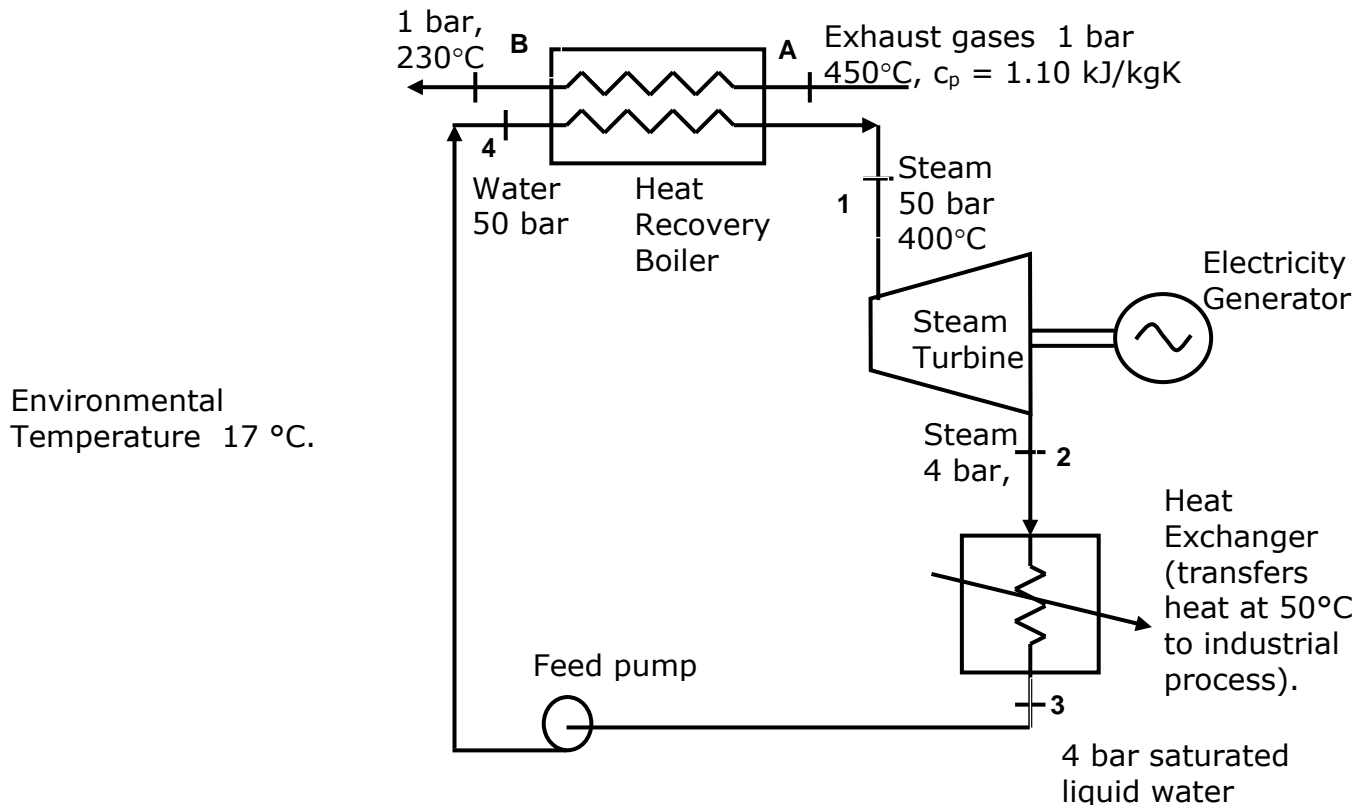 1 bar,
230°C
B
A
Exhaust gases 1 bar
450°C, cp = 1.10 kJ/kgK
4
Water
50 bar
Heat
Recovery
Boiler
1
Steam
50 bar
400°C
Electricity
Generator
Steam
Turbine
Environmental
Temperature 17 °C.
Steam
4 bar,
2
Heat
Exchanger
(transfers
heat at 50°C
to industrial
process).
Feed pump
3
4 bar saturated
liquid water